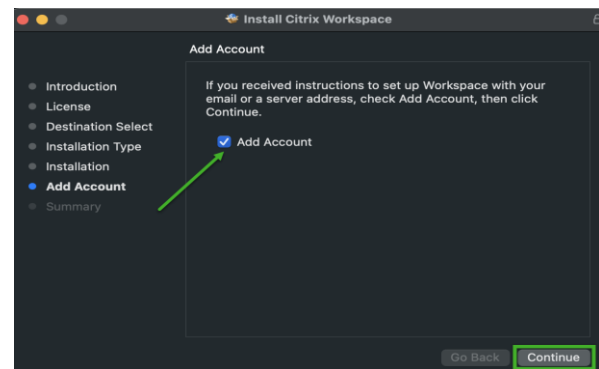 Install Citrix Workspace
Add Account
Introduction
License
Destination Select
Installation Type
Installation
Add Account
Summary
If you received instructions to set up Workspace with your
email or a server address, check Add Account, then click
Continue.
Add Account
Go Back
Continue